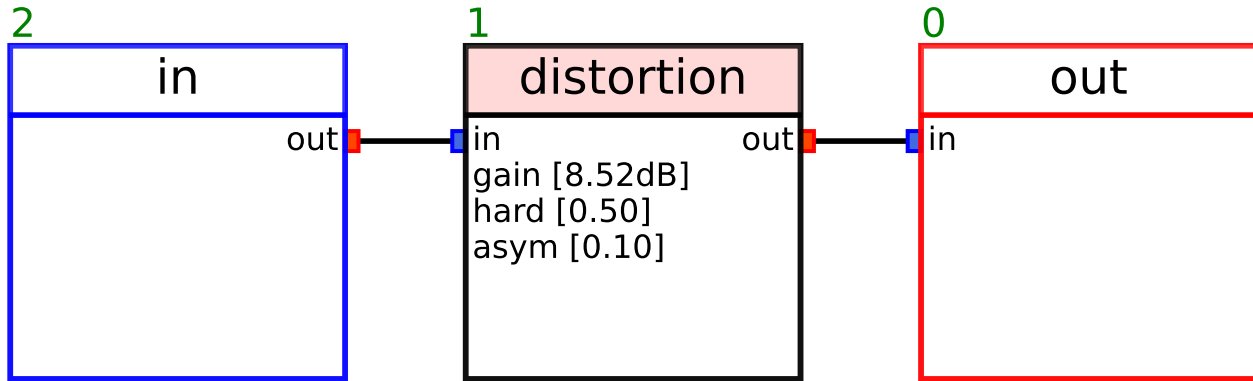 2
in
out
1
distortion
in
out
gain [8.52dB]
hard [0.50]
asym [0.10]
0
out
in